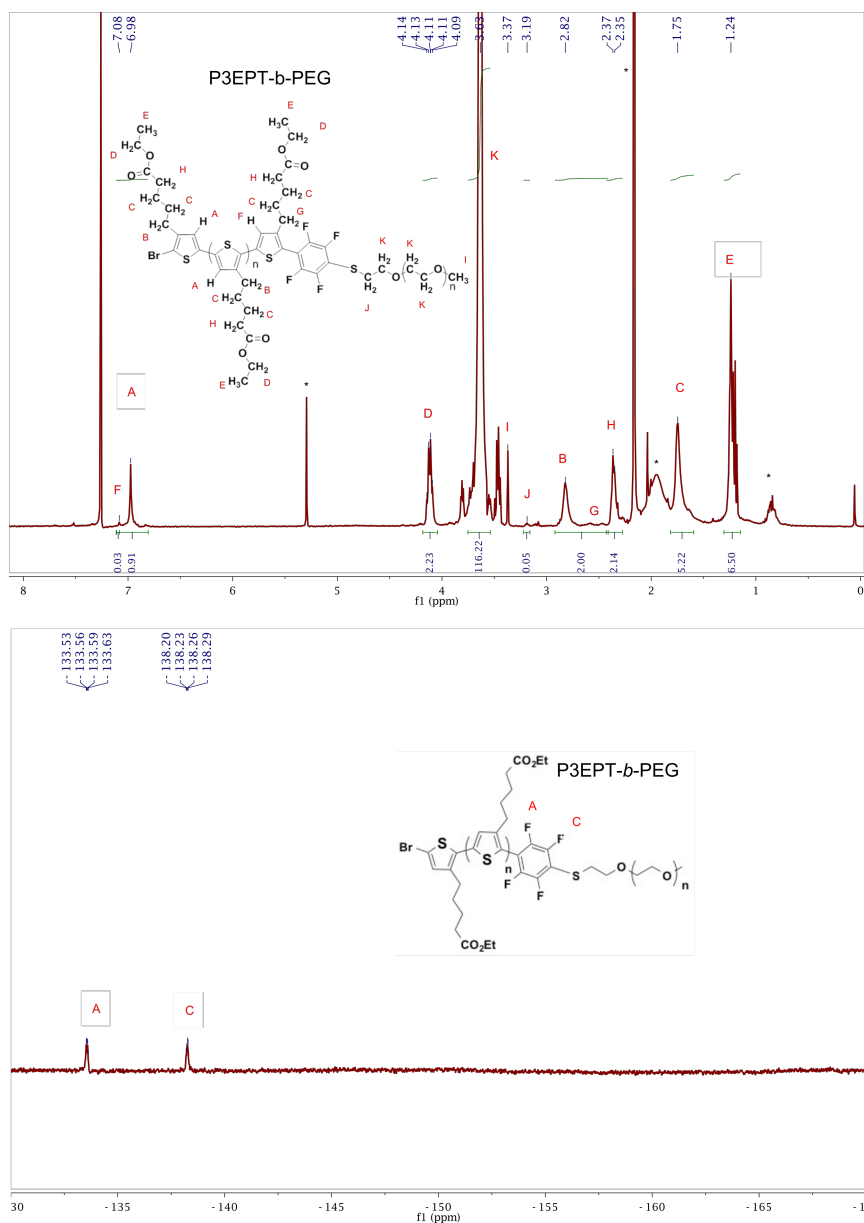 7.08
6.98
4.14
4.13
4.11
4.11
4.09
3.63
3.37
3.19
2.82
2.37
2.35
1.75
1.24
P3EPT-b-PEG
*
K
E
CH3
D
CH2
O
O
H
CH2
H2C
C
CH2
C
H2C
B
A
H
Br
S
S
S
n
A
H
CH2
B
H2C
C
CH2
C
H
H2C
O
O
CH2
D
H3C
E
E
H3C
D
CH2
O
O
H
H2C
C
CH2
C
H2C
CH2
G
F
H
F
F
F
F
S
K
H2
C
K
H2
C
O
C
H2
J
C
H2
K
O
CH3
n
I
A
F
*
D
I
J
B
G
H
*
C
E
*
0.03
0.91
2.23
116.22
0.05
2.00
2.14
5.22
6.50
8 7 6 5 4 3 2 1 0
f1 (ppm)
-133.53
-133.56
-133.59
-133.63
-138.20
-138.23
-138.26
-138.29
P3EPT-b-PEG
CO2Et
A
C
F
F
Br
S
S
n
F
F
S
O
O
n
CO2Et
A
C
30 -135 -140 -145 -150 -155 -160 -165 -1
f1 (ppm)